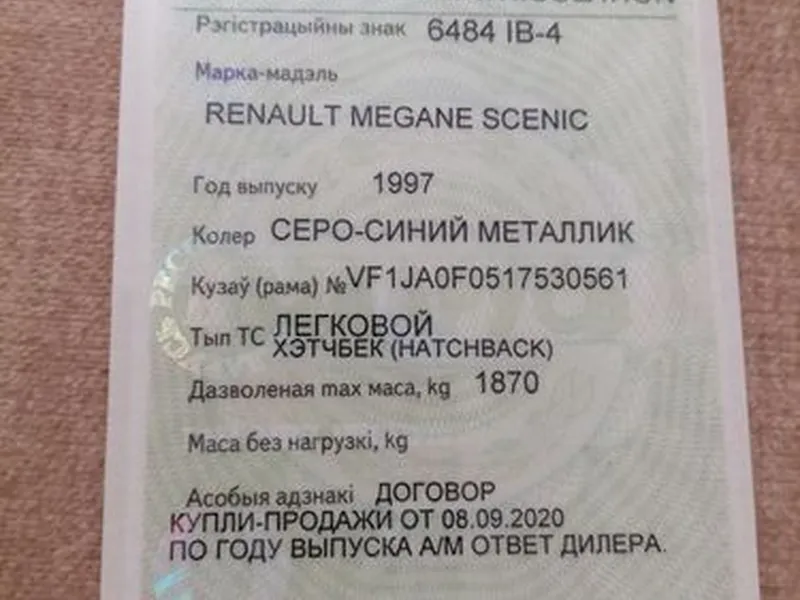 Рэгістрацыйны знак 6484 IB-4
Марка-мадэль
RENAULT MEGANE SCENIC
Год выпуску 1997
Колер СЕРО-СИНИЙ МЕТАЛЛИК
Кузаў (рама) № VF1JA0F0517530561
Тып ТС ЛЕГКОВОЙ
ХЭТЧБЕК (HATCHBACK)
Дазволеная max маса, kg 1870
Маса без нагрузкі, kg
Асобыя адзнакі ДОГОВОР
КУПЛИ-ПРОДАЖИ ОТ 08.09.2020
ПО ГОДУ ВЫПУСКА А/М ОТВЕТ ДИЛЕРА.